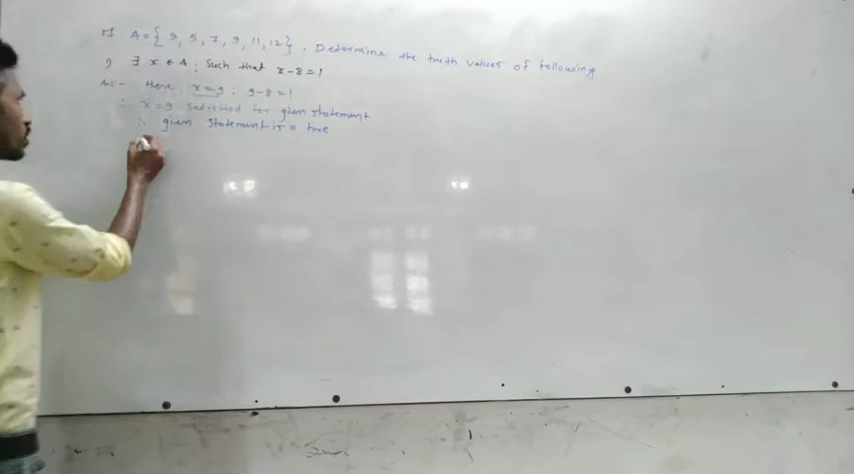 If A={3, 5, 7, 9, 11, 12}, Determine the truth values of following
1) ∃ x ∈ A; Such that x-8=1
Ans- Here x=9; 9-8=1
∴ x=9 satisfied for given statement
∴ given Statement is a true